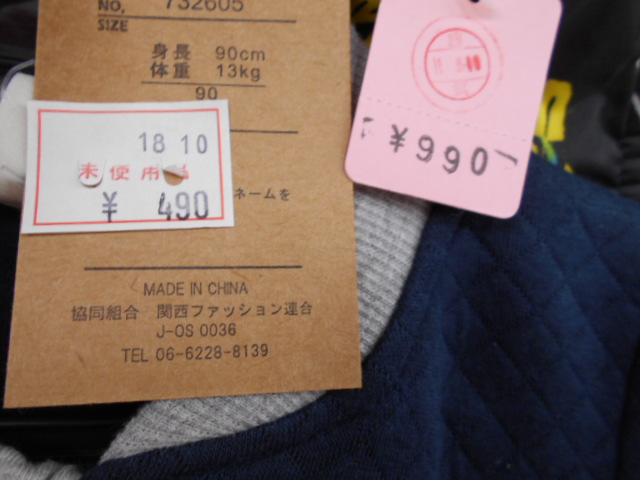 NO, 732605
SIZE
身長 90cm
体重 13kg
90
18 10
未使用品
¥ 490
ネームを
MADE IN CHINA
協同組合 関西ファッション連合
J-OS 0036
TEL 06-6228-8139
¥990